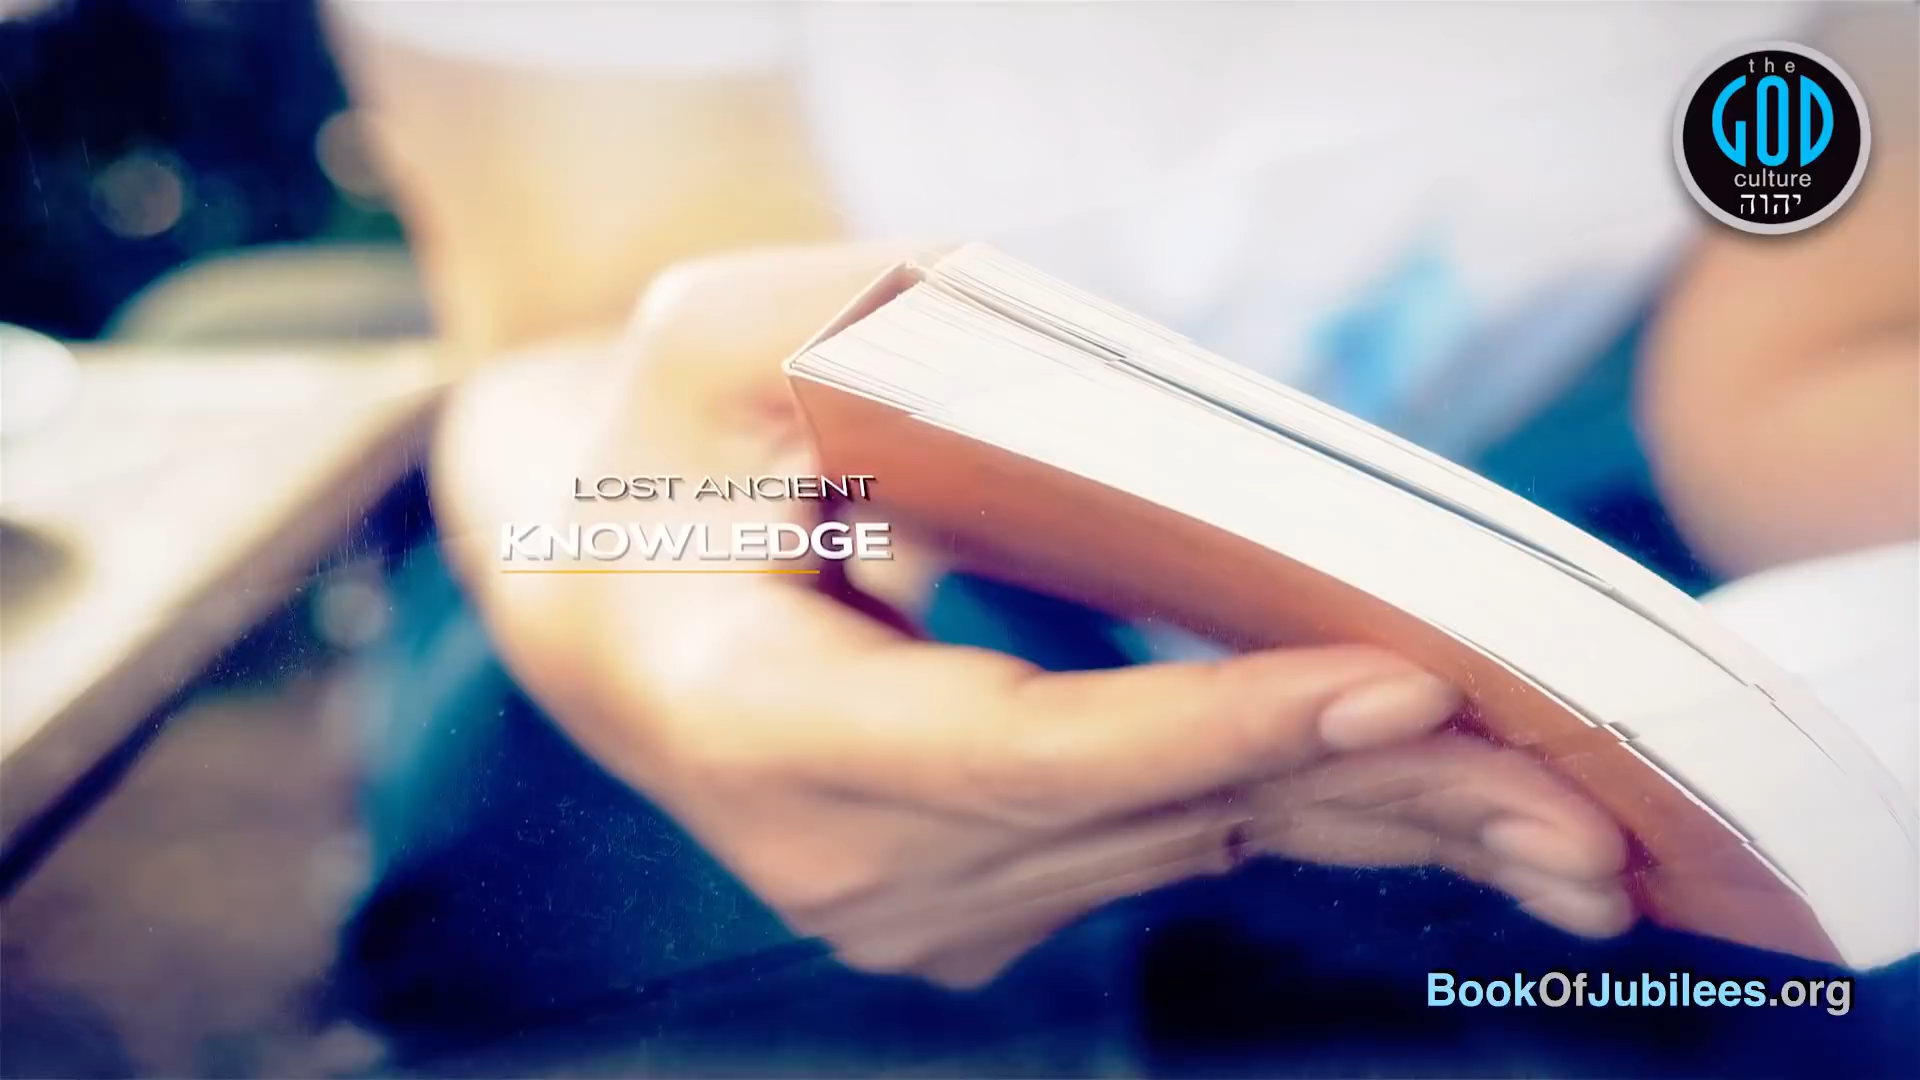 the
GOD
culture
יהוה
LOST ANCIENT
KNOWLEDGE
BookOfJubilees.org